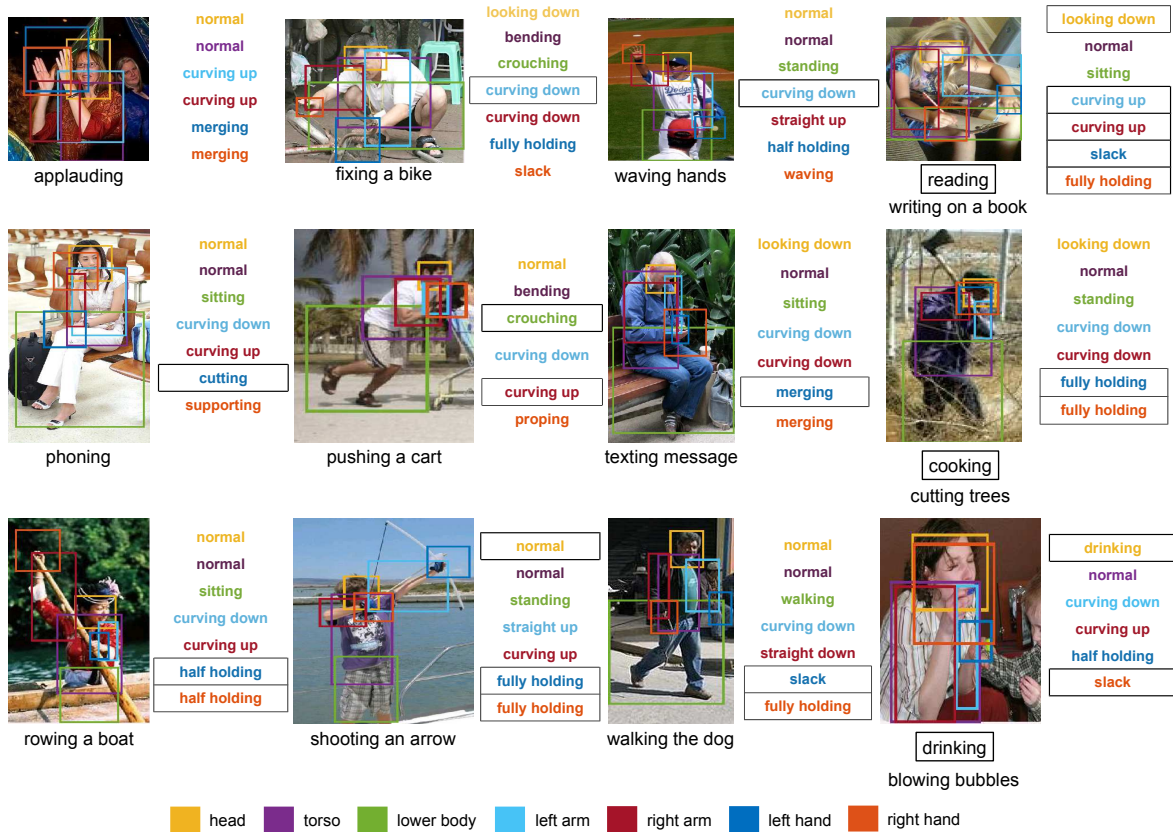 normal
normal
curving up
curving up
merging
merging
applauding
looking down
bending
crouching
curving down
curving down
fully holding
slack
fixing a bike
normal
normal
standing
curving down
straight up
half holding
waving
Dodgers
waving hands
looking down
normal
sitting
curving up
curving up
slack
fully holding
reading
writing on a book
normal
normal
sitting
curving down
curving up
cutting
supporting
phoning
normal
bending
crouching
curving down
curving up
proping
pushing a cart
looking down
normal
sitting
curving down
curving down
merging
merging
texting message
looking down
normal
standing
curving down
curving down
fully holding
fully holding
cooking
cutting trees
normal
normal
sitting
curving down
curving up
half holding
half holding
rowing a boat
normal
normal
standing
straight up
curving up
fully holding
fully holding
shooting an arrow
normal
normal
walking
curving down
straight down
slack
fully holding
walking the dog
drinking
normal
curving down
curving up
half holding
slack
drinking
blowing bubbles
head torso lower body left arm right arm left hand right hand